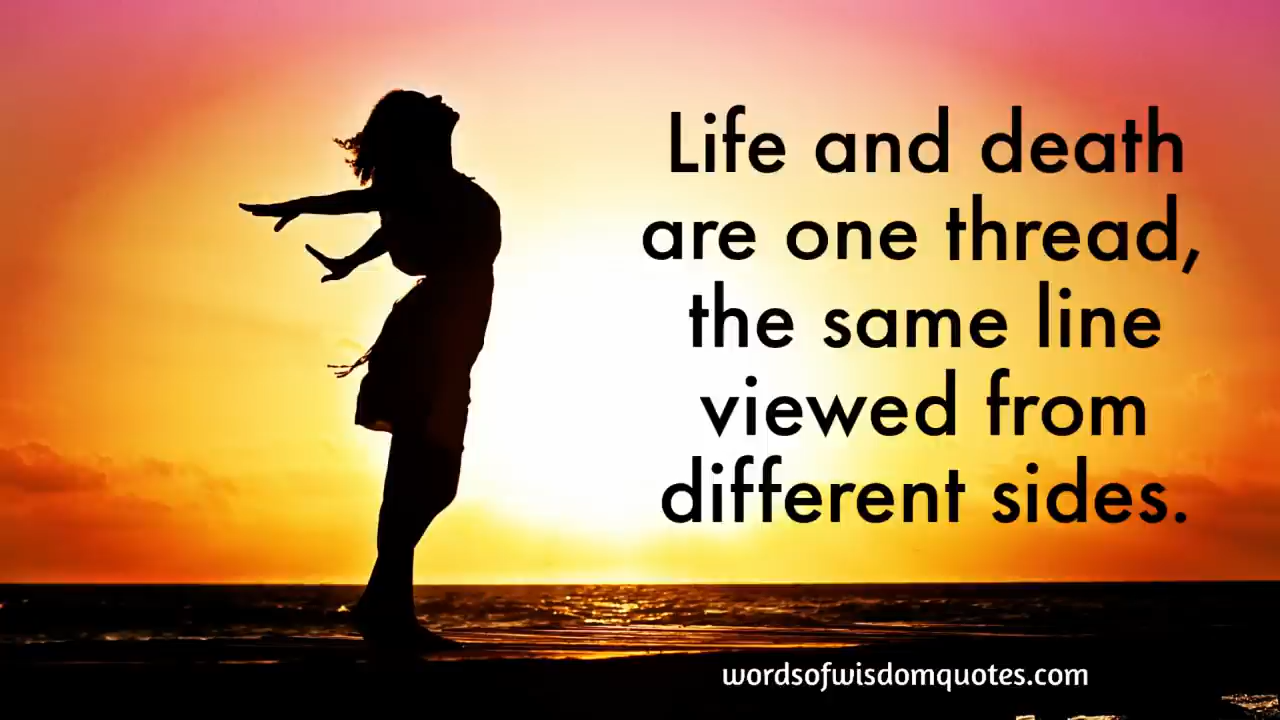 Life and death
are one thread,
the same line
viewed from
different sides.
wordsofwisdomquotes.com